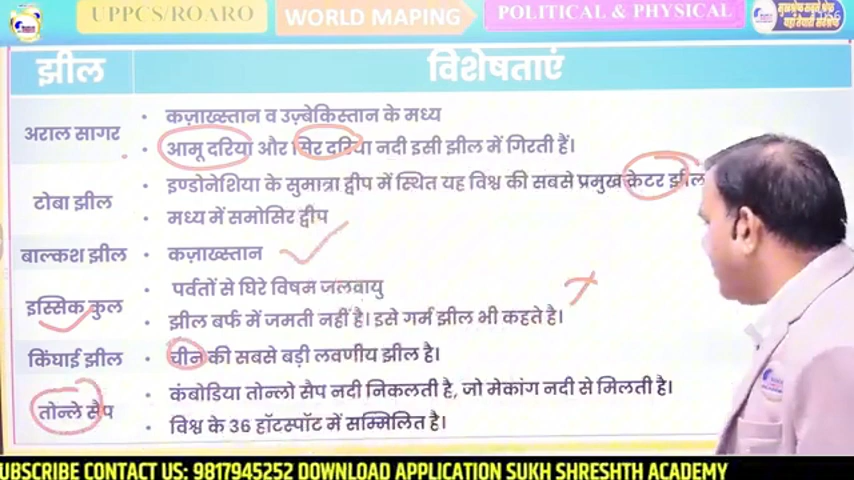 UPPCS/ROARO
WORLD MAPING
POLITICAL & PHYSICAL
झील
विशेषताएं
अराल सागर
• कज़ाख्स्तान व उज़्बेकिस्तान के मध्य
• आमू दरिया और सिर दरिया नदी इसी झील में गिरती हैं।
टोबा झील
• इण्डोनेशिया के सुमात्रा द्वीप में स्थित यह विश्व की सबसे प्रमुख क्रेटर झील
• मध्य में समोसिर द्वीप
बाल्कश झील
• कज़ाख्स्तान
इस्सिक कुल
• पर्वतों से घिरे विषम जलवायु
• झील बर्फ में जमती नहीं है। इसे गर्म झील भी कहते है।
किंघाई झील
• चीन की सबसे बड़ी लवणीय झील है।
तोन्ले सैप
• कंबोडिया तोन्लो सैप नदी निकलती है, जो मेकांग नदी से मिलती है।
• विश्व के 36 हॉटस्पॉट में सम्मिलित है।
UBSCRIBE CONTACT US: 9817945252 DOWNLOAD APPLICATION SUKH SHRESHTH ACADEMY